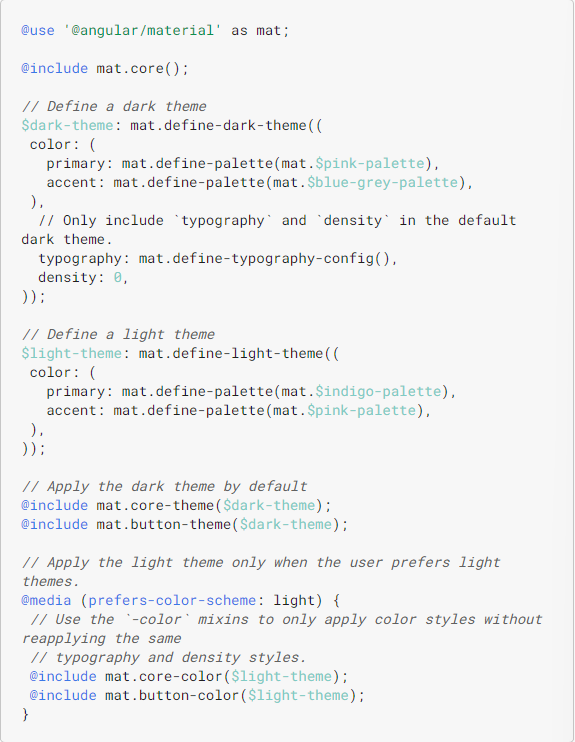 @use '@angular/material' as mat;
@include mat.core();
// Define a dark theme
$dark-theme: mat.define-dark-theme((
color: (
primary: mat.define-palette(mat.$pink-palette),
accent: mat.define-palette(mat.$blue-grey-palette),
),
// Only include `typography` and `density` in the default
dark theme.
typography: mat.define-typography-config(),
density: 0,
));
// Define a light theme
$light-theme: mat.define-light-theme((
color: (
primary: mat.define-palette(mat.$indigo-palette),
accent: mat.define-palette(mat.$pink-palette),
),
));
// Apply the dark theme by default
@include mat.core-theme($dark-theme);
@include mat.button-theme($dark-theme);
// Apply the light theme only when the user prefers light
themes.
@media (prefers-color-scheme: light) {
// Use the `-color` mixins to only apply color styles without
reapplying the same
// typography and density styles.
@include mat.core-color($light-theme);
@include mat.button-color($light-theme);
}